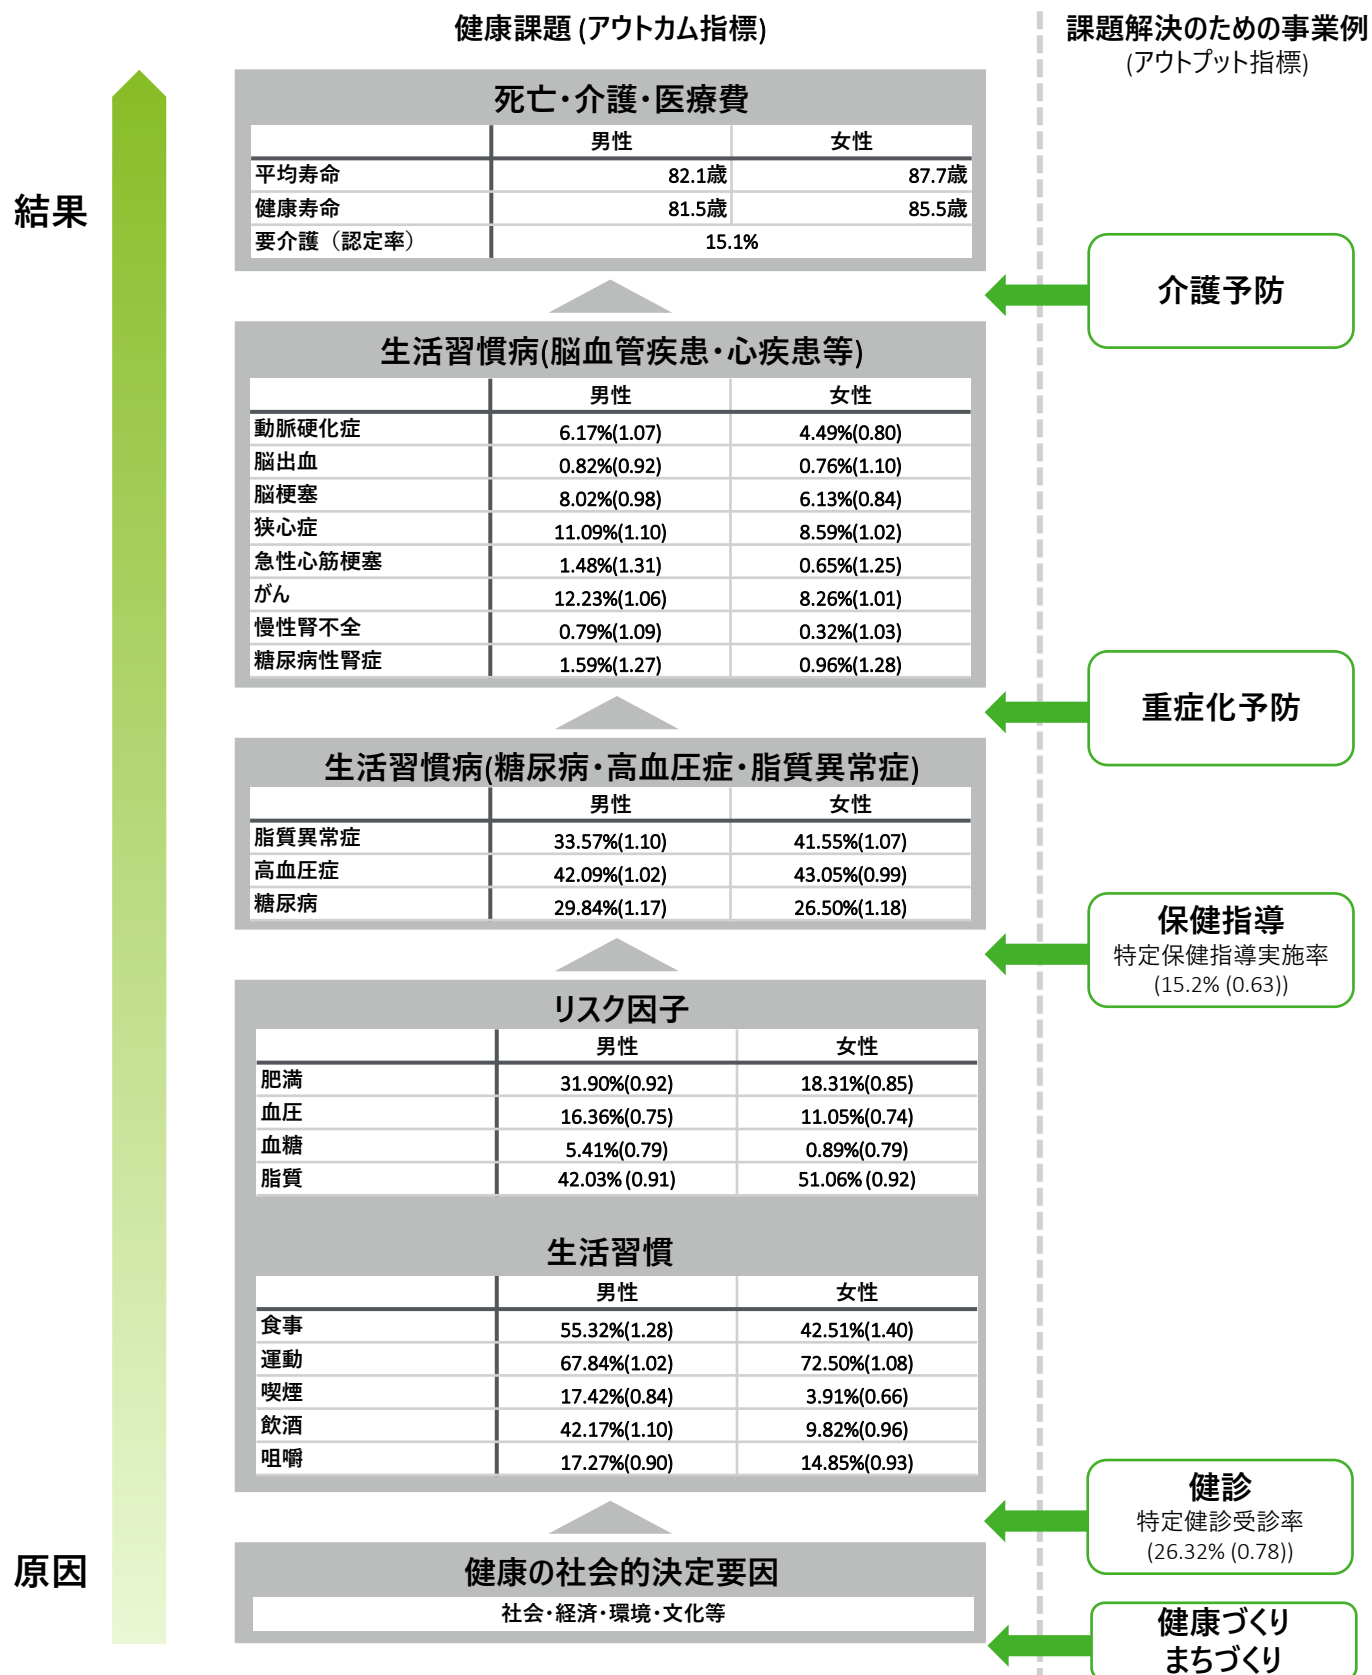 健康課題 (アウトカム指標)
課題解決のための事業例
(アウトプット指標)
結果
死亡・介護・医療費
男性 女性
平均寿命 82.1歳 87.7歳
健康寿命 81.5歳 85.5歳
要介護（認定率） 15.1%
介護予防
生活習慣病(脳血管疾患・心疾患等)
男性 女性
動脈硬化症 6.17%(1.07) 4.49%(0.80)
脳出血 0.82%(0.92) 0.76%(1.10)
脳梗塞 8.02%(0.98) 6.13%(0.84)
狭心症 11.09%(1.10) 8.59%(1.02)
急性心筋梗塞 1.48%(1.31) 0.65%(1.25)
がん 12.23%(1.06) 8.26%(1.01)
慢性腎不全 0.79%(1.09) 0.32%(1.03)
糖尿病性腎症 1.59%(1.27) 0.96%(1.28)
重症化予防
生活習慣病(糖尿病・高血圧症・脂質異常症)
男性 女性
脂質異常症 33.57%(1.10) 41.55%(1.07)
高血圧症 42.09%(1.02) 43.05%(0.99)
糖尿病 29.84%(1.17) 26.50%(1.18)
保健指導
特定保健指導実施率
(15.2% (0.63))
リスク因子
男性 女性
肥満 31.90%(0.92) 18.31%(0.85)
血圧 16.36%(0.75) 11.05%(0.74)
血糖 5.41%(0.79) 0.89%(0.79)
脂質 42.03% (0.91) 51.06% (0.92)
生活習慣
男性 女性
食事 55.32%(1.28) 42.51%(1.40)
運動 67.84%(1.02) 72.50%(1.08)
喫煙 17.42%(0.84) 3.91%(0.66)
飲酒 42.17%(1.10) 9.82%(0.96)
咀嚼 17.27%(0.90) 14.85%(0.93)
健診
特定健診受診率
(26.32% (0.78))
原因
健康の社会的決定要因
社会・経済・環境・文化等
健康づくり
まちづくり